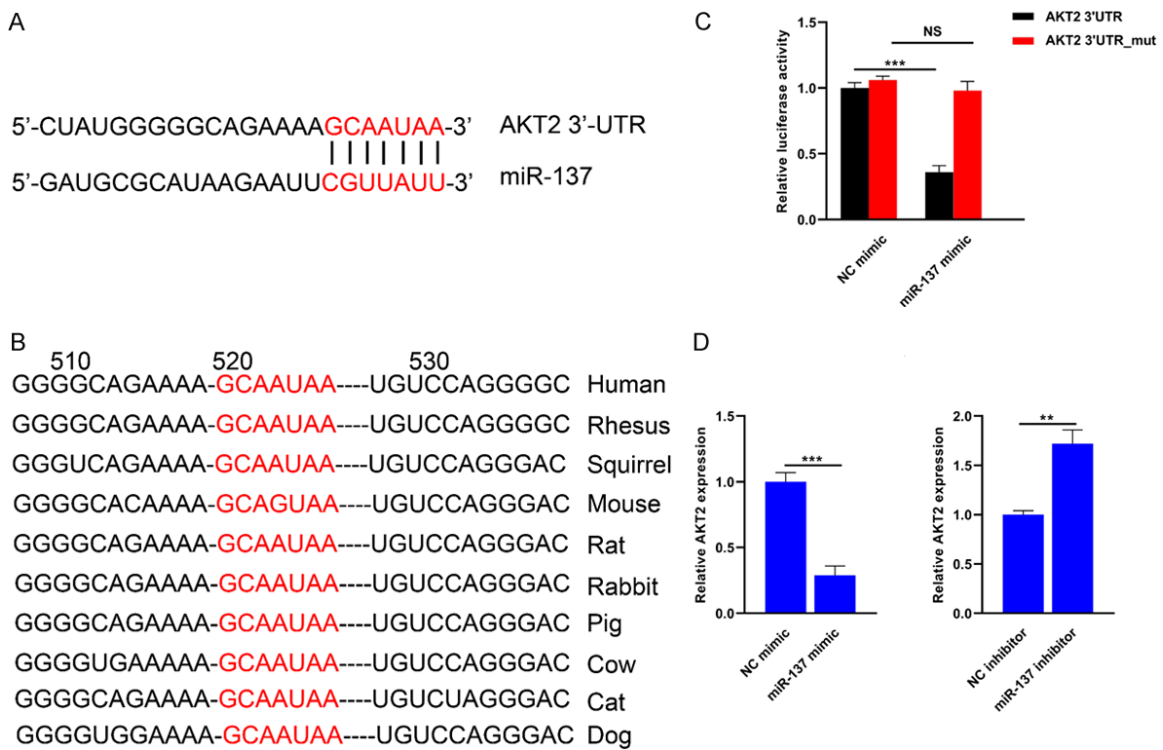 A
5'-CUAUGGGGGCAGAAAAGCAAUAA-3' AKT2 3'-UTR
5'-GAUGCGCAUAAGAAUUCGUUAUU-3' miR-137
B
510 520 530
GGGGCAGAAAA-GCAAUAA----UGUCCAGGGGC Human
GGGGCAGAAAA-GCAAUAA----UGUCCAGGGGC Rhesus
GGGUCAGAAAA-GCAAUAA----UGUCCAGGGAC Squirrel
GGGGCACAAAA-GCAGUAA----UGUCCAGGGAC Mouse
GGGGCAGAAAA-GCAAUAA----UGUCCAGGGAC Rat
GGGGCAGAAAA-GCAAUAA----UGUCCAGGGAC Rabbit
GGGGCAGAAAA-GCAAUAA----UGUCCAGGGAC Pig
GGGGUGAAAAA-GCAAUAA----UGUCCAGGGAC Cow
GGGGCAGAAAA-GCAAUAA----UGUCUAGGGAC Cat
GGGGUGGAAAA-GCAAUAA----UGUCCAGGGAC Dog
C
AKT2 3'UTR
AKT2 3'UTR_mut
Relative luciferase activity
1.5
1.0
0.5
0.0
NS
***
NC mimic
miR-137 mimic
D
Relative AKT2 expression
1.5
1.0
0.5
0.0
***
NC mimic
miR-137 mimic
Relative AKT2 expression
2.0
1.5
1.0
0.5
0.0
**
NC inhibitor
miR-137 inhibitor